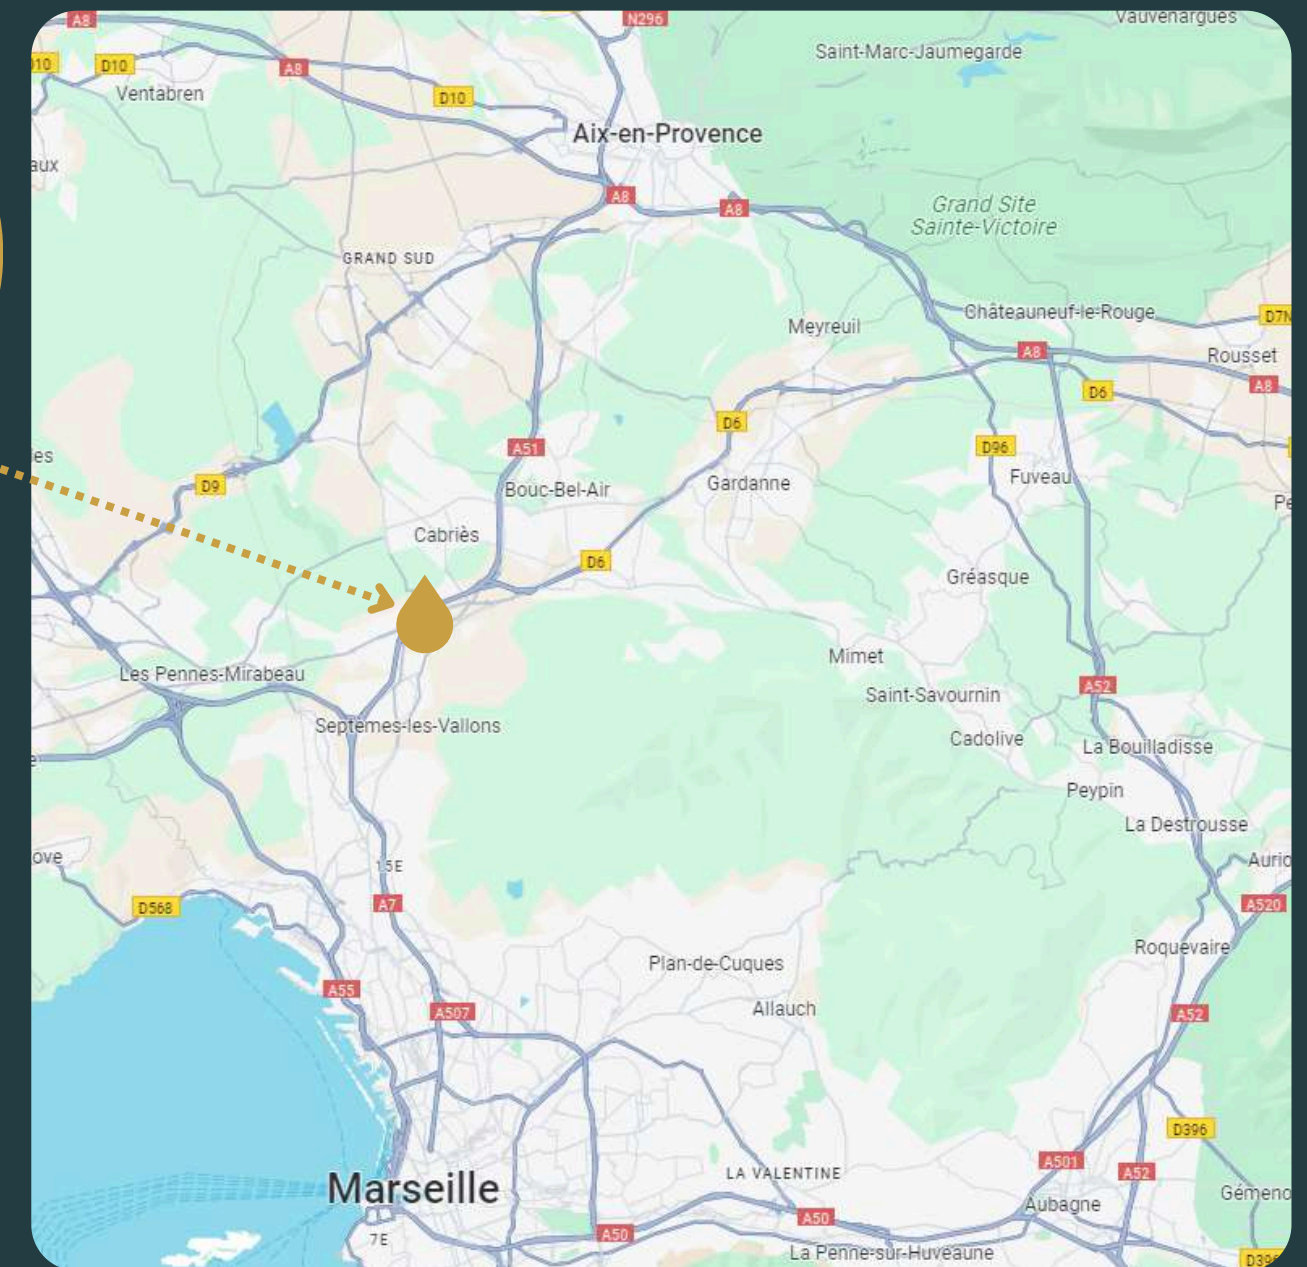 A8
N296
Vauvenargues
D10
A8
D10
Saint-Marc-Jaumegarde
Ventabren
D10
Aix-en-Provence
aux
A8
A8
Grand Site
Sainte-Victoire
GRAND SUD
Meyreuil
Châteauneuf-le-Rouge
D7N
A8
Rousset
A8
D6
D6
A51
D96
es
D9
Bouc-Bel-Air
Gardanne
Fuveau
Pe
Cabriès
D6
Gréasque
Mimet
Les Pennes-Mirabeau
A52
Saint-Savournin
Septèmes-les-Vallons
Cadolive
La Bouilladisse
Peypin
La Destrousse
ove
15E
Aurio
D568
A7
A520
Roquevaire
Plan-de-Cuques
A55
Allauch
A507
A52
D396
A501
A52
LA VALENTINE
Marseille
Gémeno
Aubagne
A50
A50
7E
La Penne-sur-Huveaune
D396